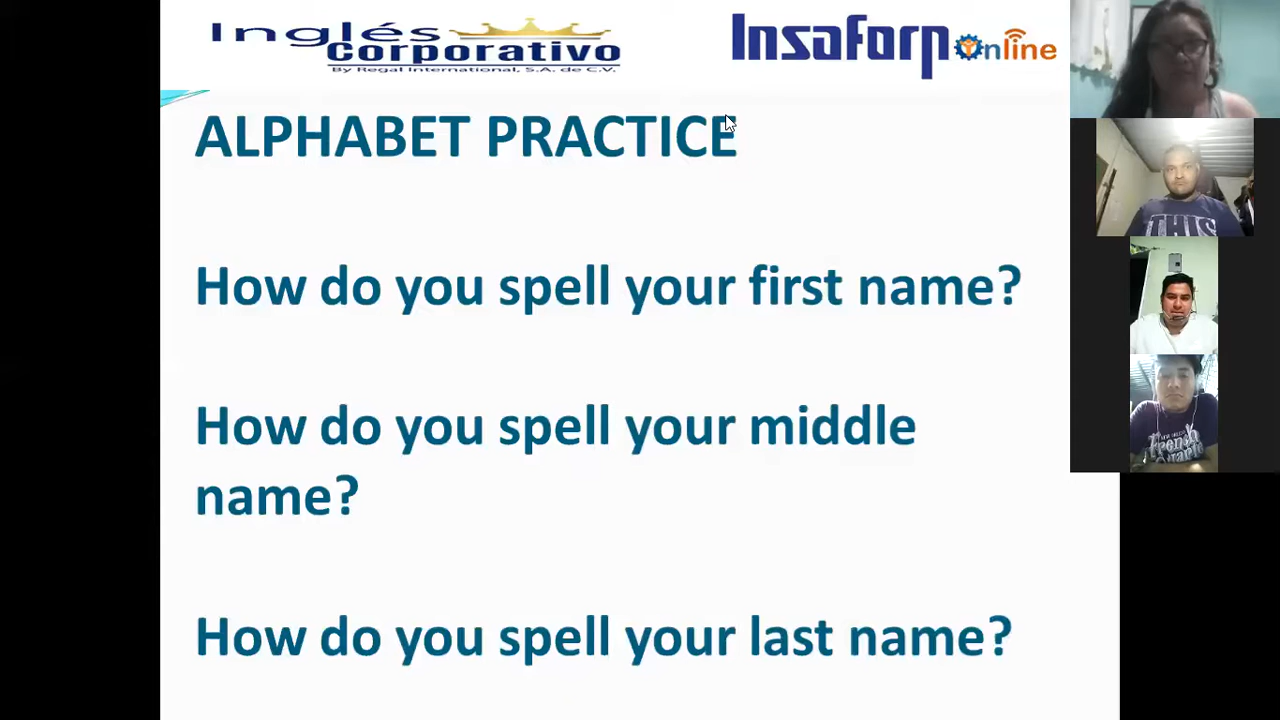 Inglés
Corporativo
By Regal International, S.A. de C.V.
Insaforp Online
ALPHABET PRACTICE
How do you spell your first name?
How do you spell your middle
name?
How do you spell your last name?
THIS
French